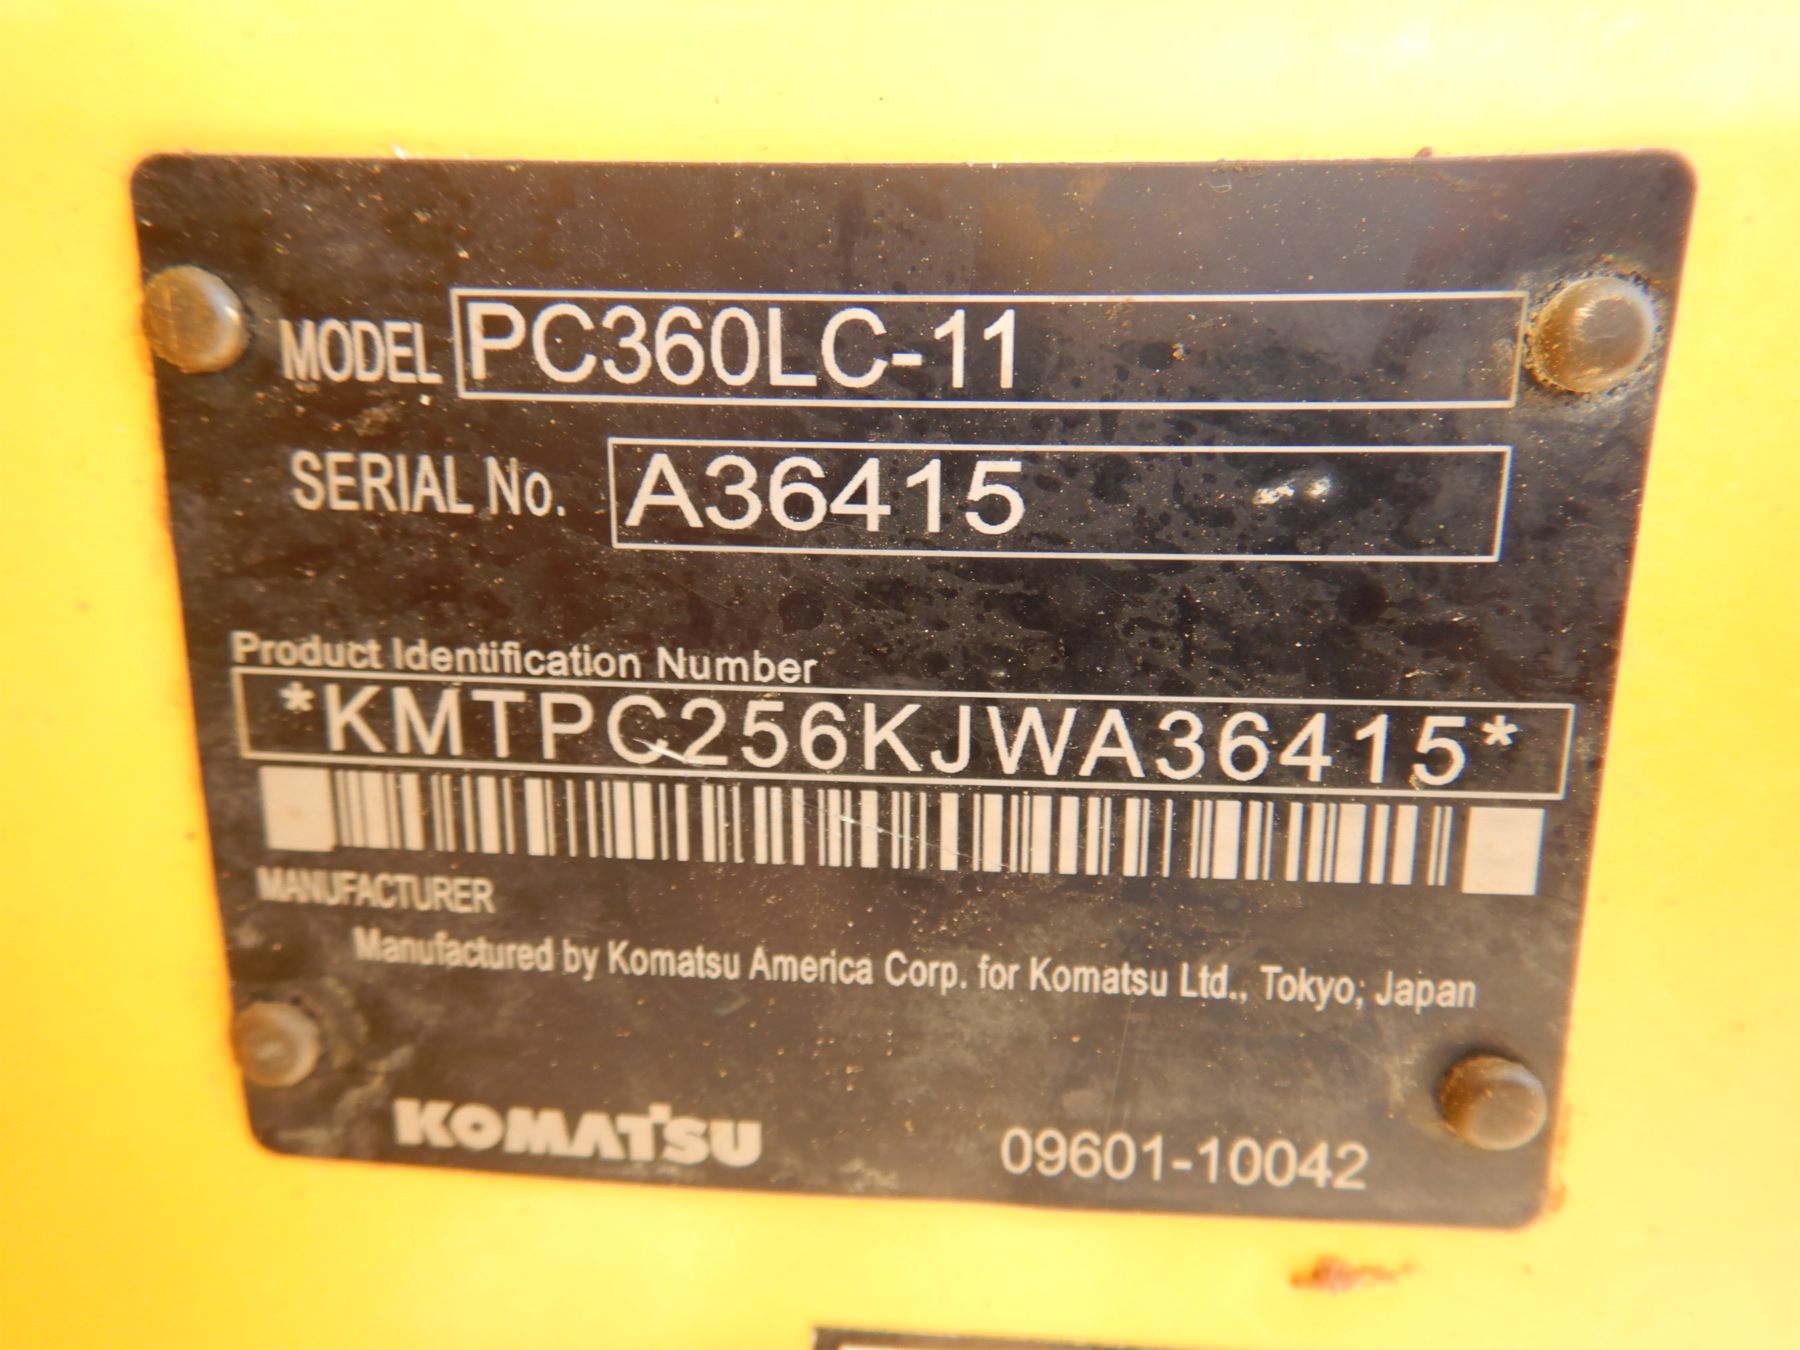 MODEL PC360LC-11
SERIAL No. A36415
Product Identification Number
*KMTPC256KJWA36415*
MANUFACTURER
Manufactured by Komatsu America Corp. for Komatsu Ltd., Tokyo, Japan
KOMATSU 09601-10042